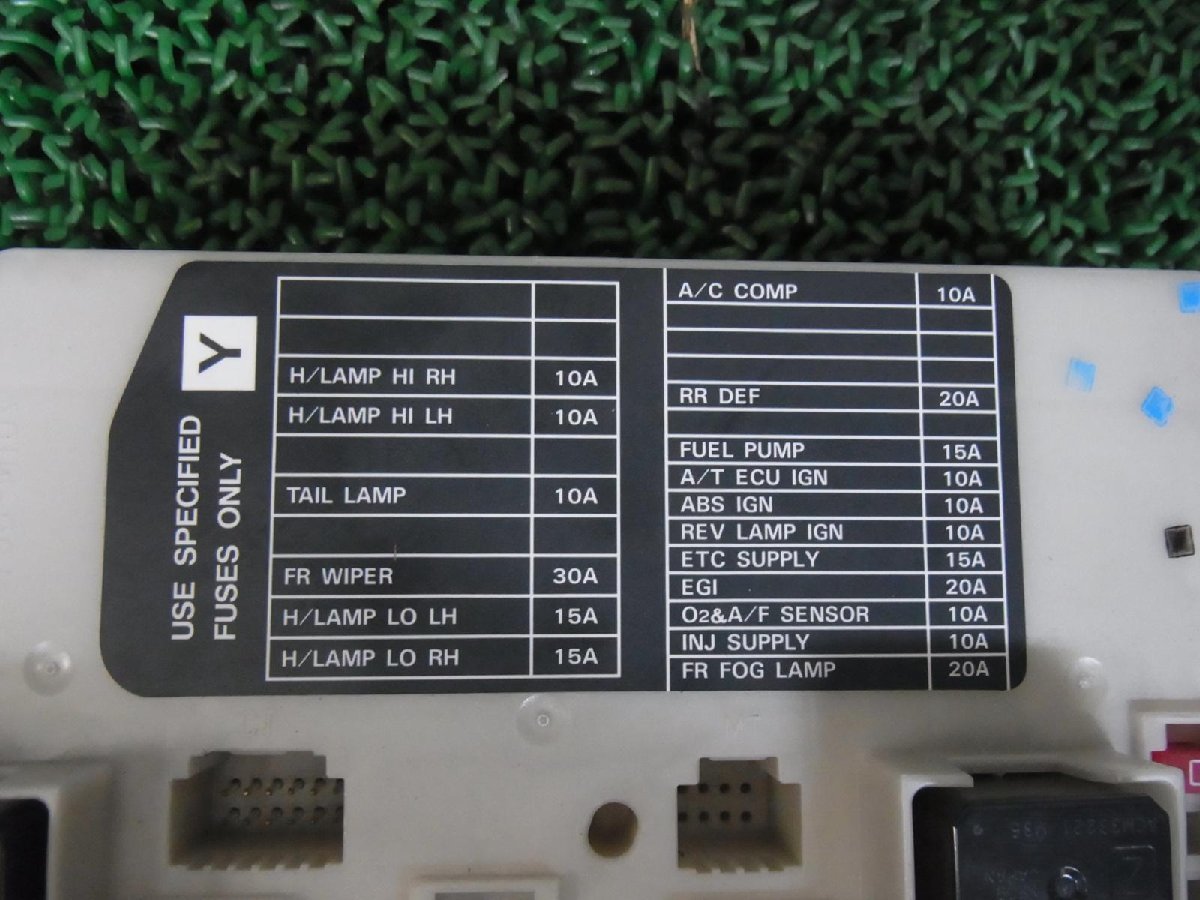 USE SPECIFIED
FUSES ONLY
Y
H/LAMP HI RH 10A
H/LAMP HI LH 10A
TAIL LAMP 10A
FR WIPER 30A
H/LAMP LO LH 15A
H/LAMP LO RH 15A
A/C COMP 10A
RR DEF 20A
FUEL PUMP 15A
A/T ECU IGN 10A
ABS IGN 10A
REV LAMP IGN 10A
ETC SUPPLY 15A
EGI 20A
O2&A/F SENSOR 10A
INJ SUPPLY 10A
FR FOG LAMP 20A